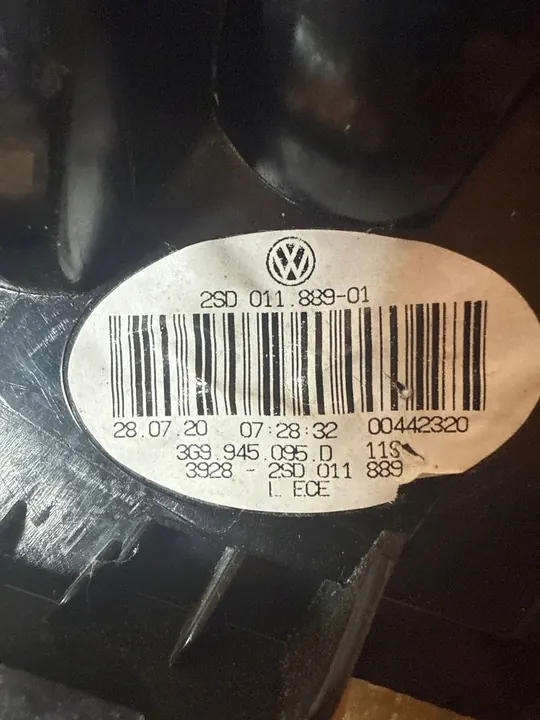 2SD 011.889-01
28.07.20 07:28:32 00442320
3G9.945.095.D 11S
3928 - 2SD 011 889
L ECE